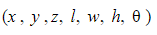 (x, y, z, l, w, h, θ)